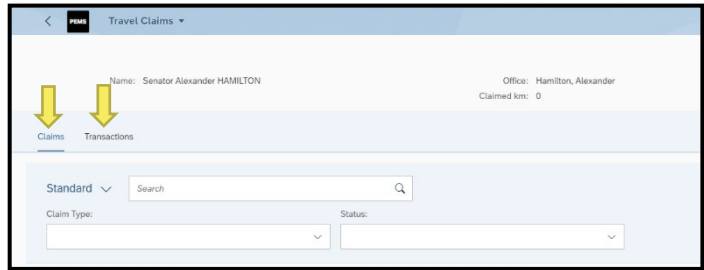 PEMS Travel Claims
Name: Senator Alexander HAMILTON Office: Hamilton, Alexander
Claimed km: 0
Claims Transactions
Standard Search
Claim Type: Status: